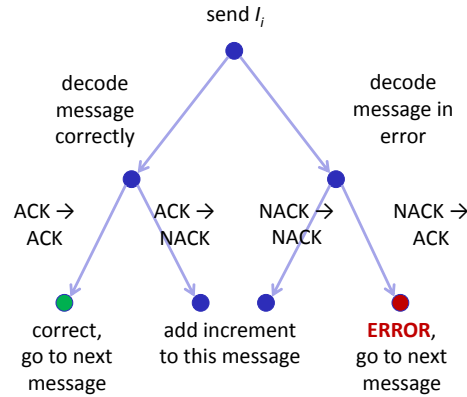 send I_i
decode
message
correctly
decode
message in
error
ACK →
ACK
ACK →
NACK
NACK →
NACK
NACK →
ACK
correct,
go to next
message
add increment
to this message
ERROR,
go to next
message